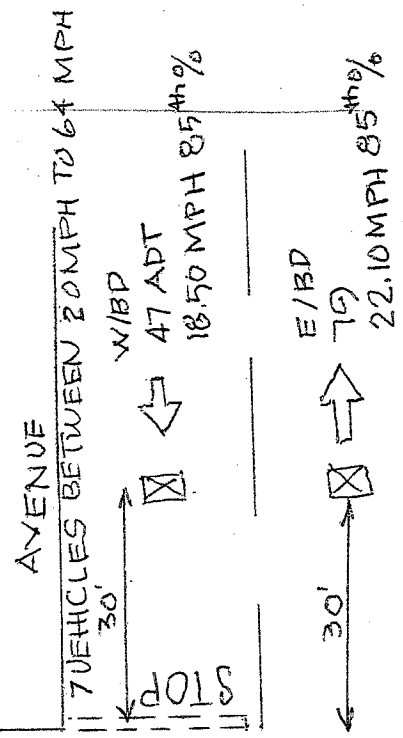 AVENUE
7 VEHICLES BETWEEN 20 MPH TO 64 MPH
30'
W/BD
47 ADT
18.50 MPH 85th%
STOP
E/BD
79
22.10 MPH 85th%
30'